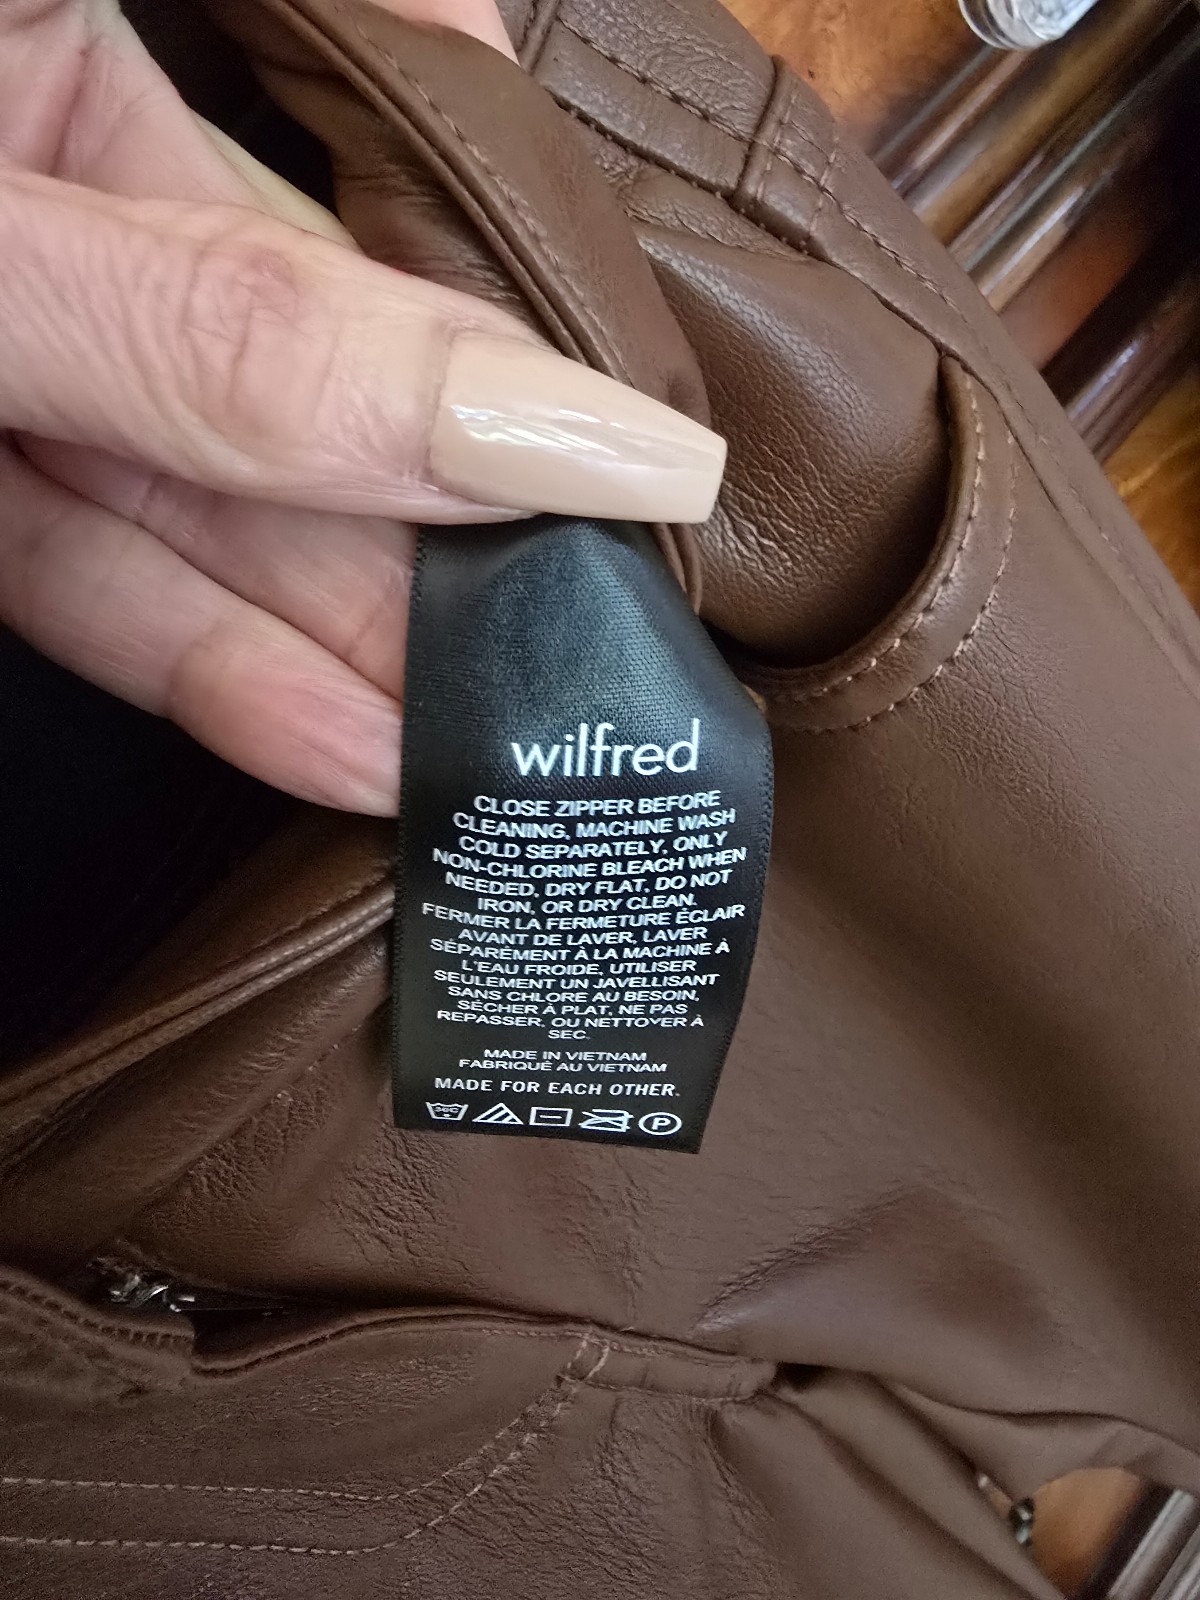 wilfred
CLOSE ZIPPER BEFORE
CLEANING, MACHINE WASH
COLD SEPARATELY, ONLY
NON-CHLORINE BLEACH WHEN
NEEDED, DRY FLAT, DO NOT
IRON, OR DRY CLEAN.
FERMER LA FERMETURE ÉCLAIR
AVANT DE LAVER, LAVER
SÉPARÉMENT À LA MACHINE À
L'EAU FROIDE, UTILISER
SEULEMENT UN JAVELLISANT
SANS CHLORE AU BESOIN,
SÉCHER À PLAT, NE PAS
REPASSER, OU NETTOYER À
SEC.
MADE IN VIETNAM
FABRIQUÉ AU VIETNAM
MADE FOR EACH OTHER.
30C P